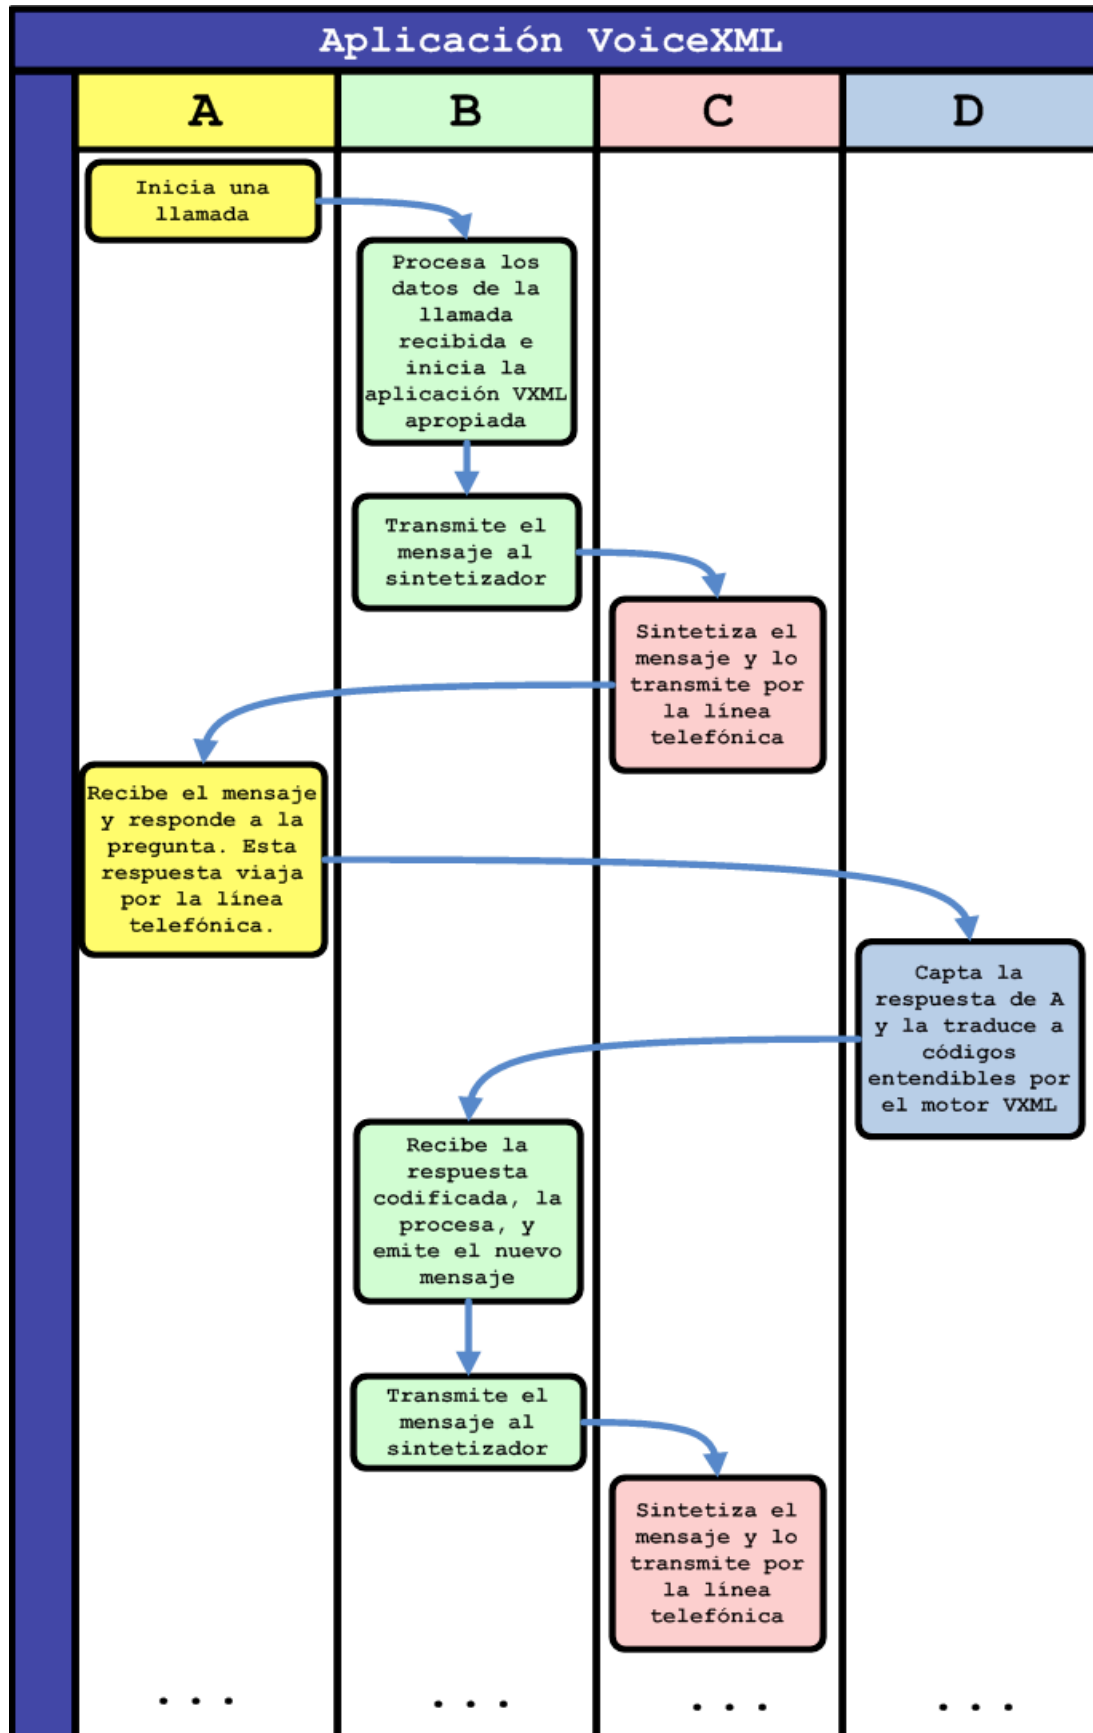 Aplicación VoiceXML
A
B
C
D
Inicia una
llamada
Procesa los
datos de la
llamada
recibida e
inicia la
aplicación VXML
apropiada
Transmite el
mensaje al
sintetizador
Sintetiza el
mensaje y lo
transmite por
la línea
telefónica
Recibe el mensaje
y responde a la
pregunta. Esta
respuesta viaja
por la línea
telefónica.
Capta la
respuesta de A
y la traduce a
códigos
entendibles por
el motor VXML
Recibe la
respuesta
codificada, la
procesa, y
emite el nuevo
mensaje
Transmite el
mensaje al
sintetizador
Sintetiza el
mensaje y lo
transmite por
la línea
telefónica
...
...
...
...